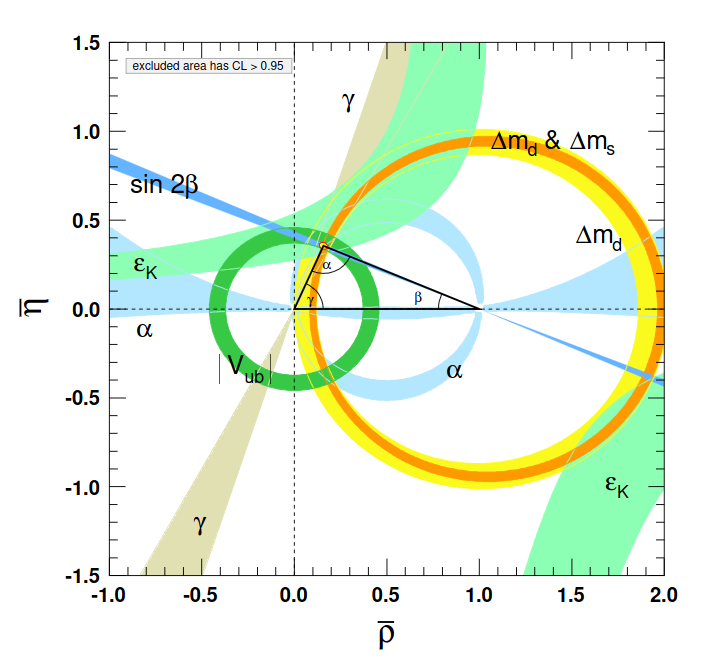 1.5
excluded area has CL > 0.95
γ
1.0
Δm_d & Δm_s
sin 2β
0.5
Δm_d
ε_K
α
γ
β
0.0
α
α
|V_ub|
-0.5
ε_K
-1.0
γ
-1.5
-1.0 -0.5 0.0 0.5 1.0 1.5 2.0
η̅
ρ̅